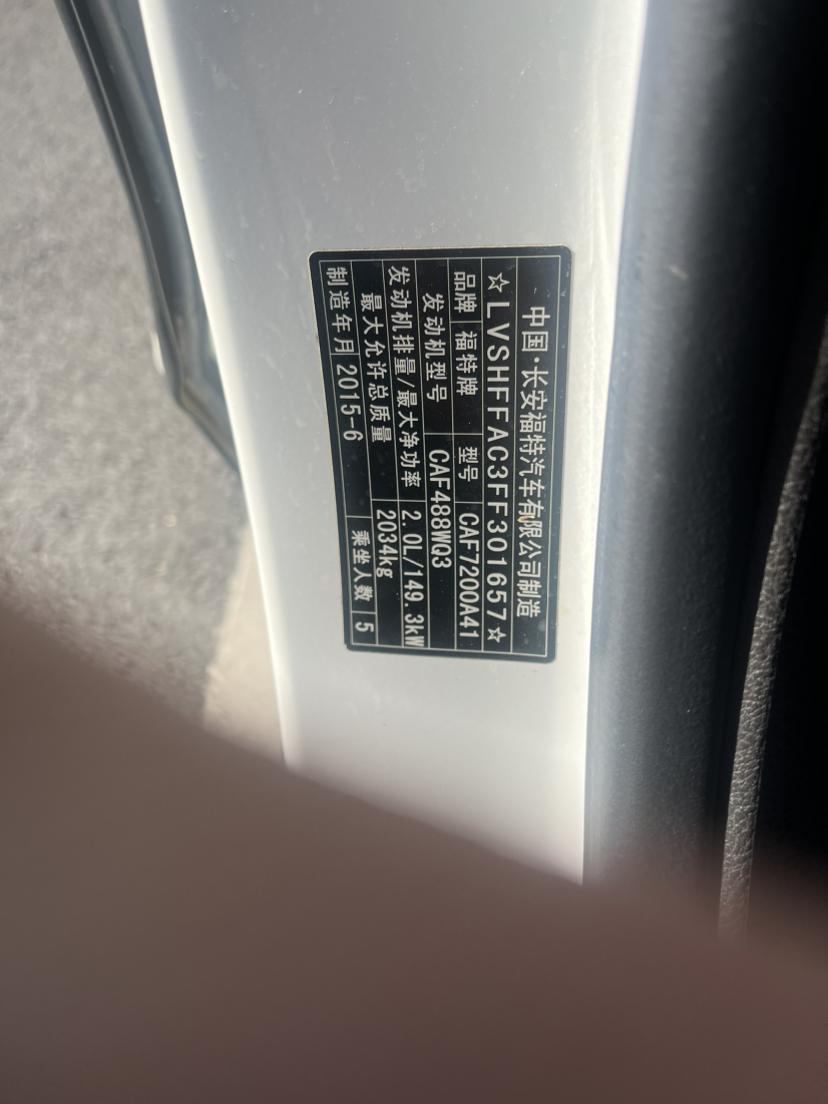 中国·长安福特汽车有限公司制造
☆LVSHFFAC3FF301657☆
品牌 福特牌 型号 CAF7200A41
发动机型号 CAF488WQ3
发动机排量/最大净功率 2.0L/149.3kW
最大允许总质量 2034kg
制造年月 2015-6 乘坐人数 5